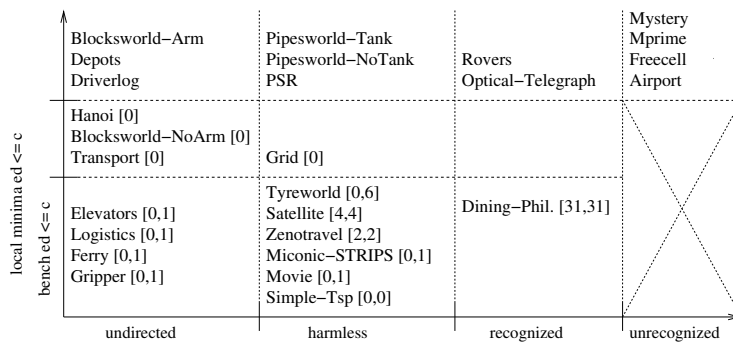 Blocksworld−Arm
Depots
Driverlog
Pipesworld−Tank
Pipesworld−NoTank
PSR
Rovers
Optical−Telegraph
Mystery
Mprime
Freecell
Airport
Hanoi [0]
Blocksworld−NoArm [0]
Transport [0]
Grid [0]
Elevators [0,1]
Logistics [0,1]
Ferry [0,1]
Gripper [0,1]
Tyreworld [0,6]
Satellite [4,4]
Zenotravel [2,2]
Miconic−STRIPS [0,1]
Movie [0,1]
Simple−Tsp [0,0]
Dining−Phil. [31,31]
local minima ed <= c
bench ed <= c
undirected
harmless
recognized
unrecognized